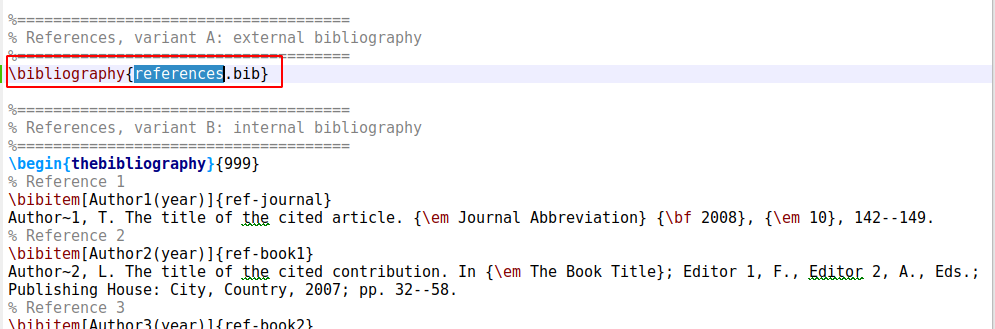 %=====================================
% References, variant A: external bibliography
%=====================================
\bibliography{references.bib}
%=====================================
% References, variant B: internal bibliography
%=====================================
\begin{thebibliography}{999}
% Reference 1
\bibitem[Author1(year)]{ref-journal}
Author~1, T. The title of the cited article. {\em Journal Abbreviation} {\bf 2008}, {\em 10}, 142--149.
% Reference 2
\bibitem[Author2(year)]{ref-book1}
Author~2, L. The title of the cited contribution. In {\em The Book Title}; Editor 1, F., Editor 2, A., Eds.;
Publishing House: City, Country, 2007; pp. 32--58.
% Reference 3
\bibitem[Author3(year)]{ref-book2}